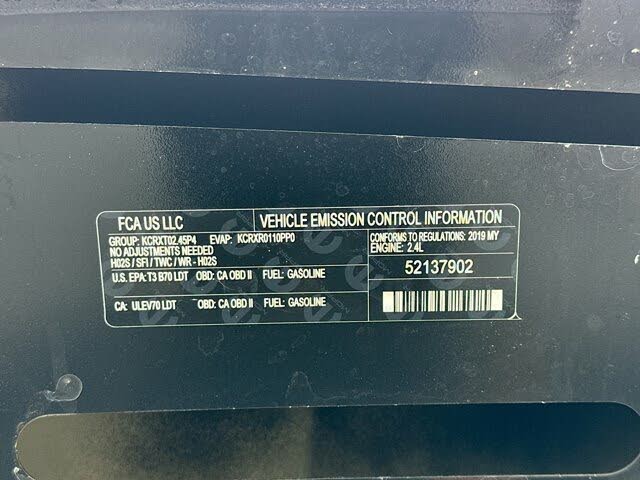 FCA US LLC
VEHICLE EMISSION CONTROL INFORMATION
GROUP: KCRXT02.45P4 EVAP: KCRXR0110PP0
NO ADJUSTMENTS NEEDED
H02S / SFI / TWC / WR - H02S
CONFORMS TO REGULATIONS: 2019 MY
ENGINE: 2.4L
U.S. EPA: T3 B70 LDT OBD: CA OBD II FUEL: GASOLINE
52137902
CA: ULEV70 LDT OBD: CA OBD II FUEL: GASOLINE